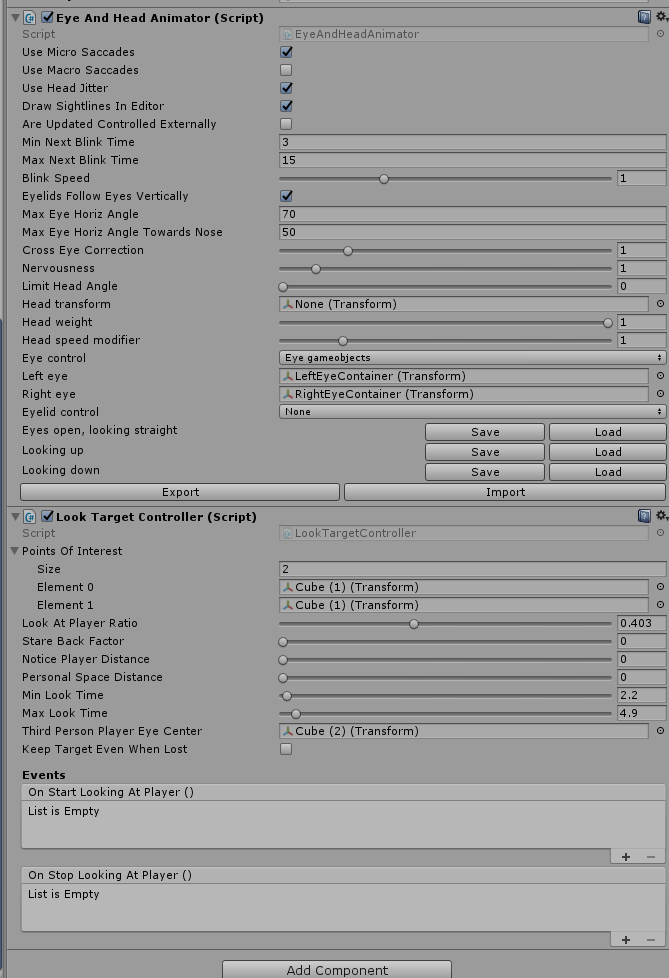 Eye And Head Animator (Script)
Script EyeAndHeadAnimator
Use Micro Saccades
Use Macro Saccades
Use Head Jitter
Draw Sightlines In Editor
Are Updated Controlled Externally
Min Next Blink Time 3
Max Next Blink Time 15
Blink Speed 1
Eyelids Follow Eyes Vertically
Max Eye Horiz Angle 70
Max Eye Horiz Angle Towards Nose 50
Cross Eye Correction 1
Nervousness 1
Limit Head Angle 0
Head transform None (Transform)
Head weight 1
Head speed modifier 1
Eye control Eye gameobjects
Left eye LeftEyeContainer (Transform)
Right eye RightEyeContainer (Transform)
Eyelid control None
Eyes open, looking straight Save Load
Looking up Save Load
Looking down Save Load
Export Import
Look Target Controller (Script)
Script LookTargetController
Points Of Interest
Size 2
Element 0 Cube (1) (Transform)
Element 1 Cube (1) (Transform)
Look At Player Ratio 0.403
Stare Back Factor 0
Notice Player Distance 0
Personal Space Distance 0
Min Look Time 2.2
Max Look Time 4.9
Third Person Player Eye Center Cube (2) (Transform)
Keep Target Even When Lost
Events
On Start Looking At Player ()
List is Empty
+ −
On Stop Looking At Player ()
List is Empty
+ −
Add Component